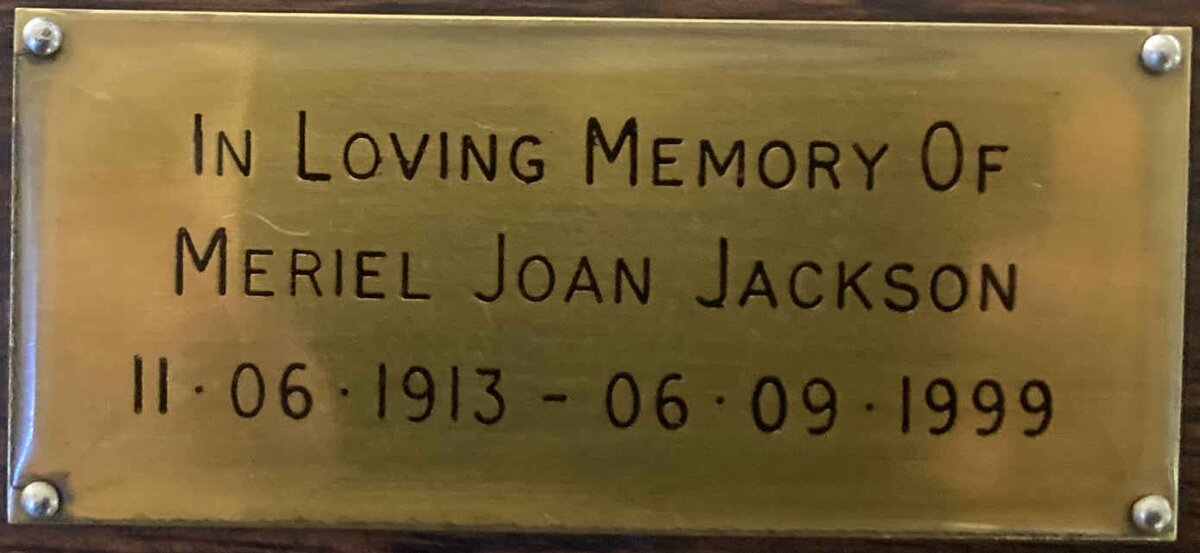 In Loving Memory Of
Meriel Joan Jackson
11·06·1913 - 06·09·1999